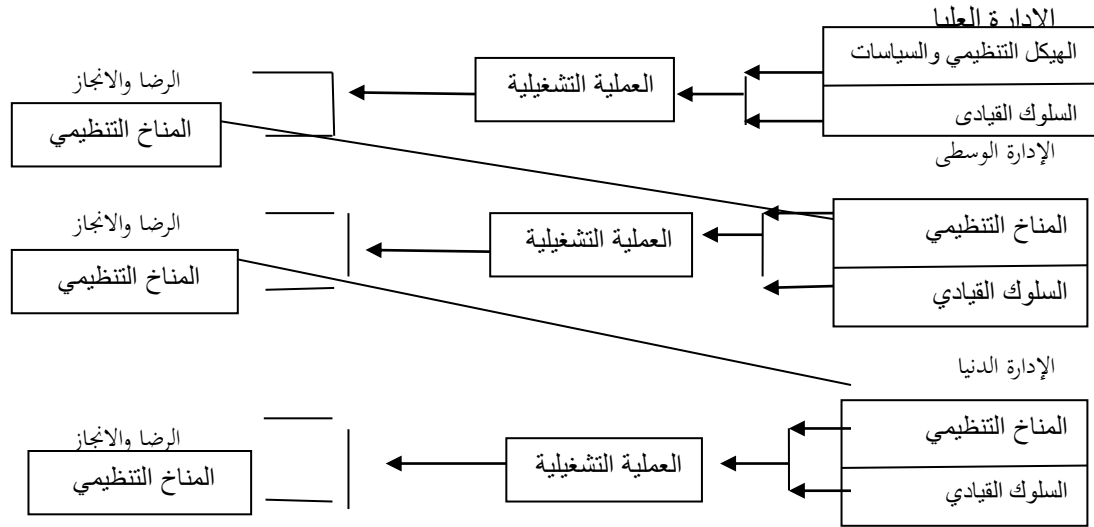 الادارة العليا
الهيكل التنظيمي والسياسات
السلوك القيادى
العملية التشغيلية
الرضا والانجاز
المناخ التنظيمي
الإدارة الوسطى
المناخ التنظيمي
السلوك القيادي
العملية التشغيلية
الرضا والانجاز
المناخ التنظيمي
الإدارة الدنيا
المناخ التنظيمي
السلوك القيادي
العملية التشغيلية
الرضا والانجاز
المناخ التنظيمي